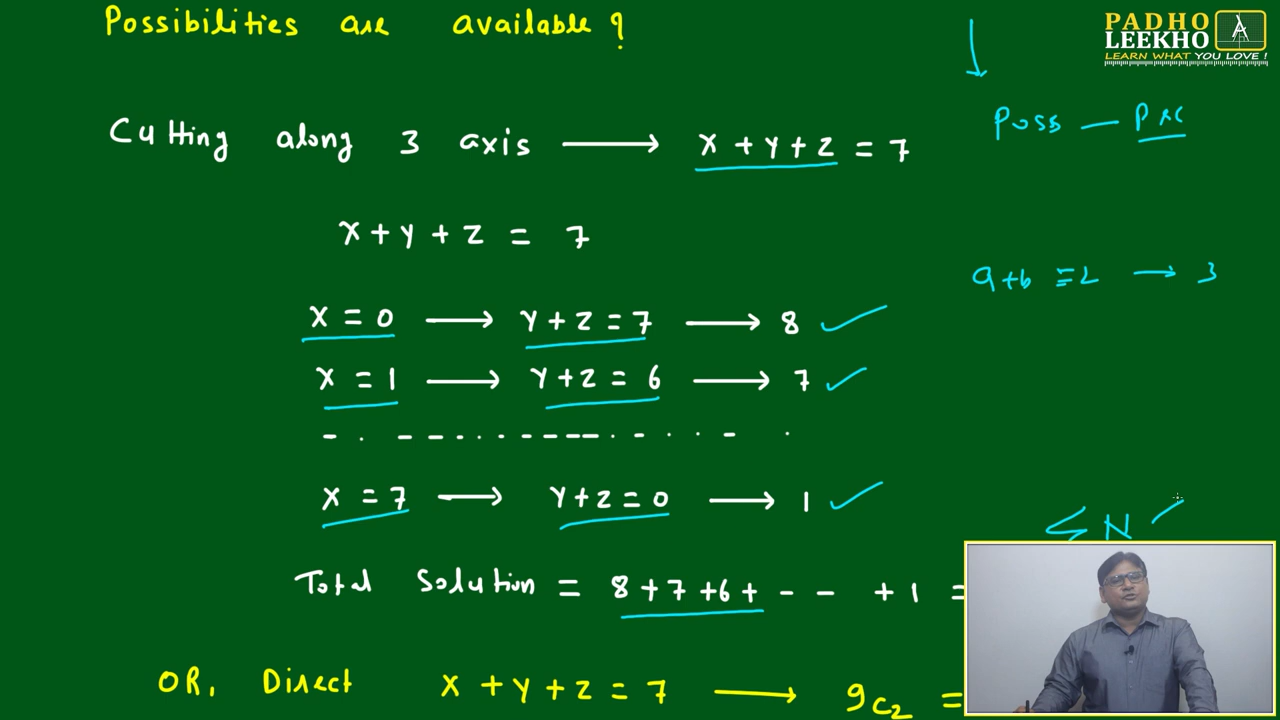 Possibilities are available ?
PADHO
LEEKHO
LEARN WHAT YOU LOVE !
Poss — P&C
Cutting along 3 axis → x + y + z = 7
x + y + z = 7
a+b = 2 → 3
x = 0 → y + z = 7 → 8 ✓
x = 1 → y + z = 6 → 7 ✓
x = 7 → y + z = 0 → 1 ✓
≤ N
Total Solution = 8 + 7 + 6 + - - + 1 =
OR, Direct x + y + z = 7 → 9c2 =